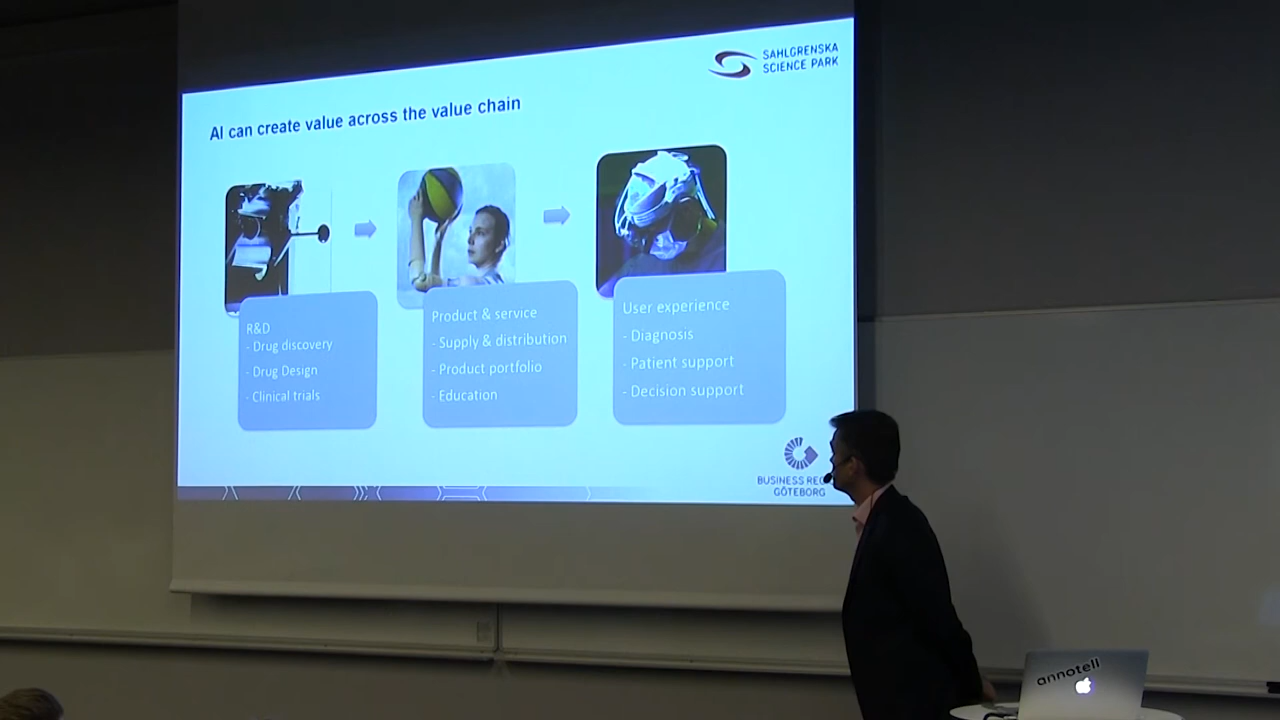 SAHLGRENSKA
SCIENCE PARK
AI can create value across the value chain
R&D
- Drug discovery
- Drug Design
- Clinical trials
Product & service
- Supply & distribution
- Product portfolio
- Education
User experience
- Diagnosis
- Patient support
- Decision support
BUSINESS
GÖTEBORG
annotell